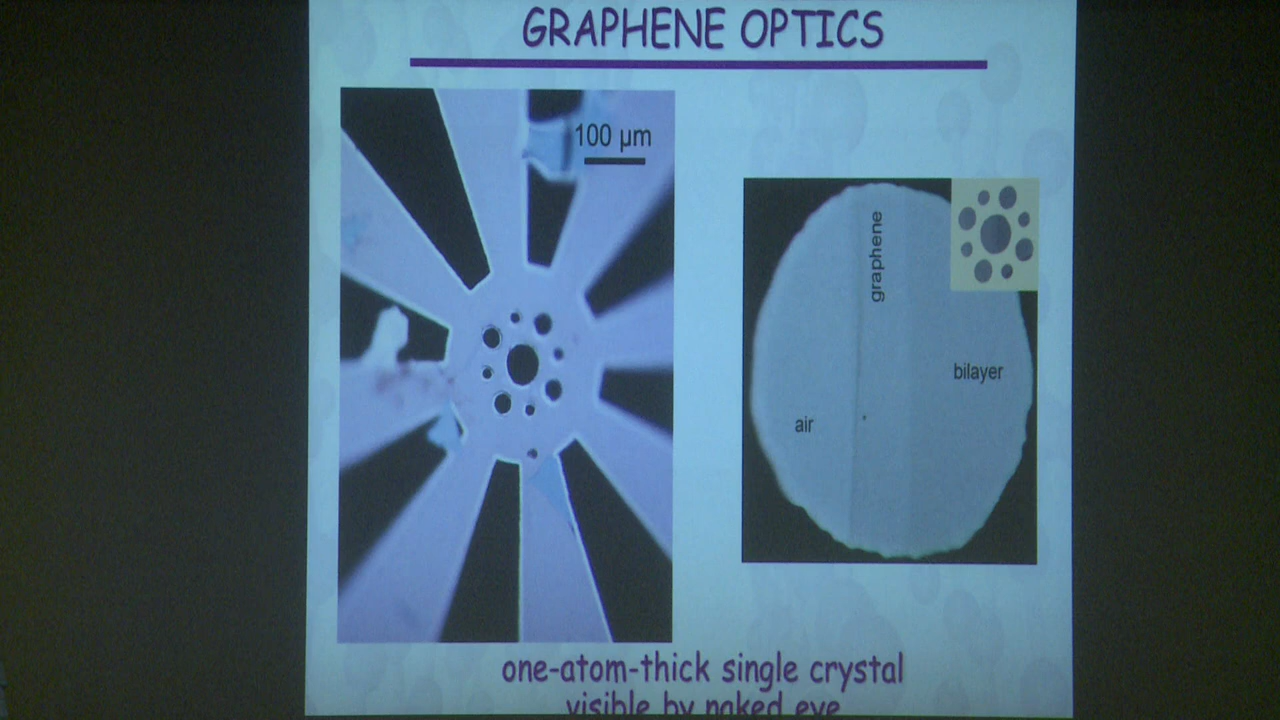 GRAPHENE OPTICS
100 µm
graphene
bilayer
air
one-atom-thick single crystal
visible by naked eye